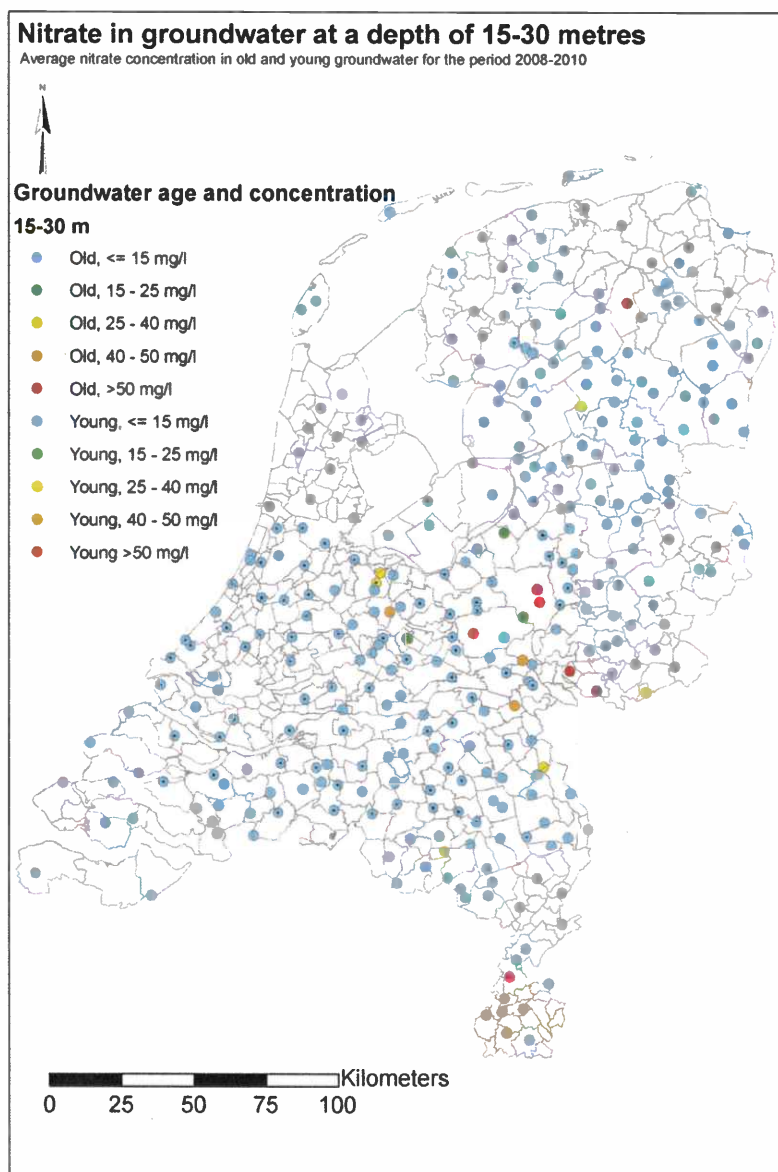 Nitrate in groundwater at a depth of 15-30 metres
Average nitrate concentration in old and young groundwater for the period 2008-2010
N
Groundwater age and concentration
15-30 m
Old, <= 15 mg/l
Old, 15 - 25 mg/l
Old, 25 - 40 mg/l
Old, 40 - 50 mg/l
Old, >50 mg/l
Young, <= 15 mg/l
Young, 15 - 25 mg/l
Young, 25 - 40 mg/l
Young, 40 - 50 mg/l
Young >50 mg/l
Kilometers
0 25 50 75 100